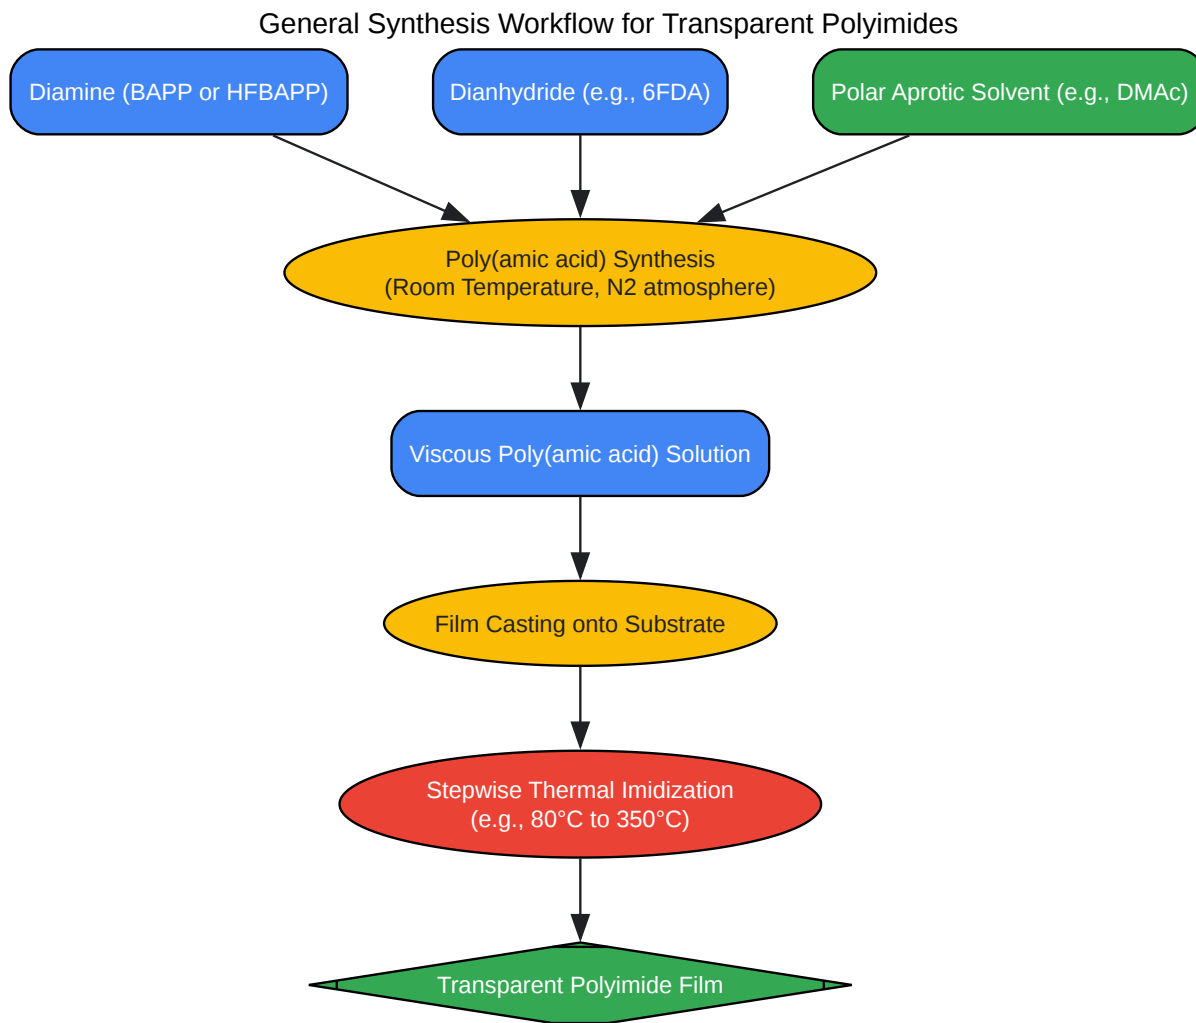 General Synthesis Workflow for Transparent Polyimides
Diamine (BAPP or HFBAPP)
Dianhydride (e.g., 6FDA)
Polar Aprotic Solvent (e.g., DMAc)
Poly(amic acid) Synthesis
(Room Temperature, N2 atmosphere)
Viscous Poly(amic acid) Solution
Film Casting onto Substrate
Stepwise Thermal Imidization
(e.g., 80°C to 350°C)
Transparent Polyimide Film